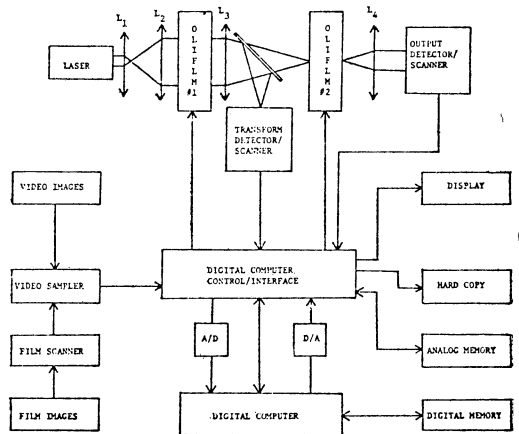 L1
L2
L3
L4
LASER
OLIFLM
#1
OLIFLM
#2
OUTPUT
DETECTOR/
SCANNER
TRANSFORM
DETECTOR/
SCANNER
VIDEO IMAGES
DISPLAY
VIDEO SAMPLER
DIGITAL COMPUTER
CONTROL/INTERFACE
HARD COPY
FILM SCANNER
A/D
D/A
ANALOG MEMORY
FILM IMAGES
DIGITAL COMPUTER
DIGITAL MEMORY